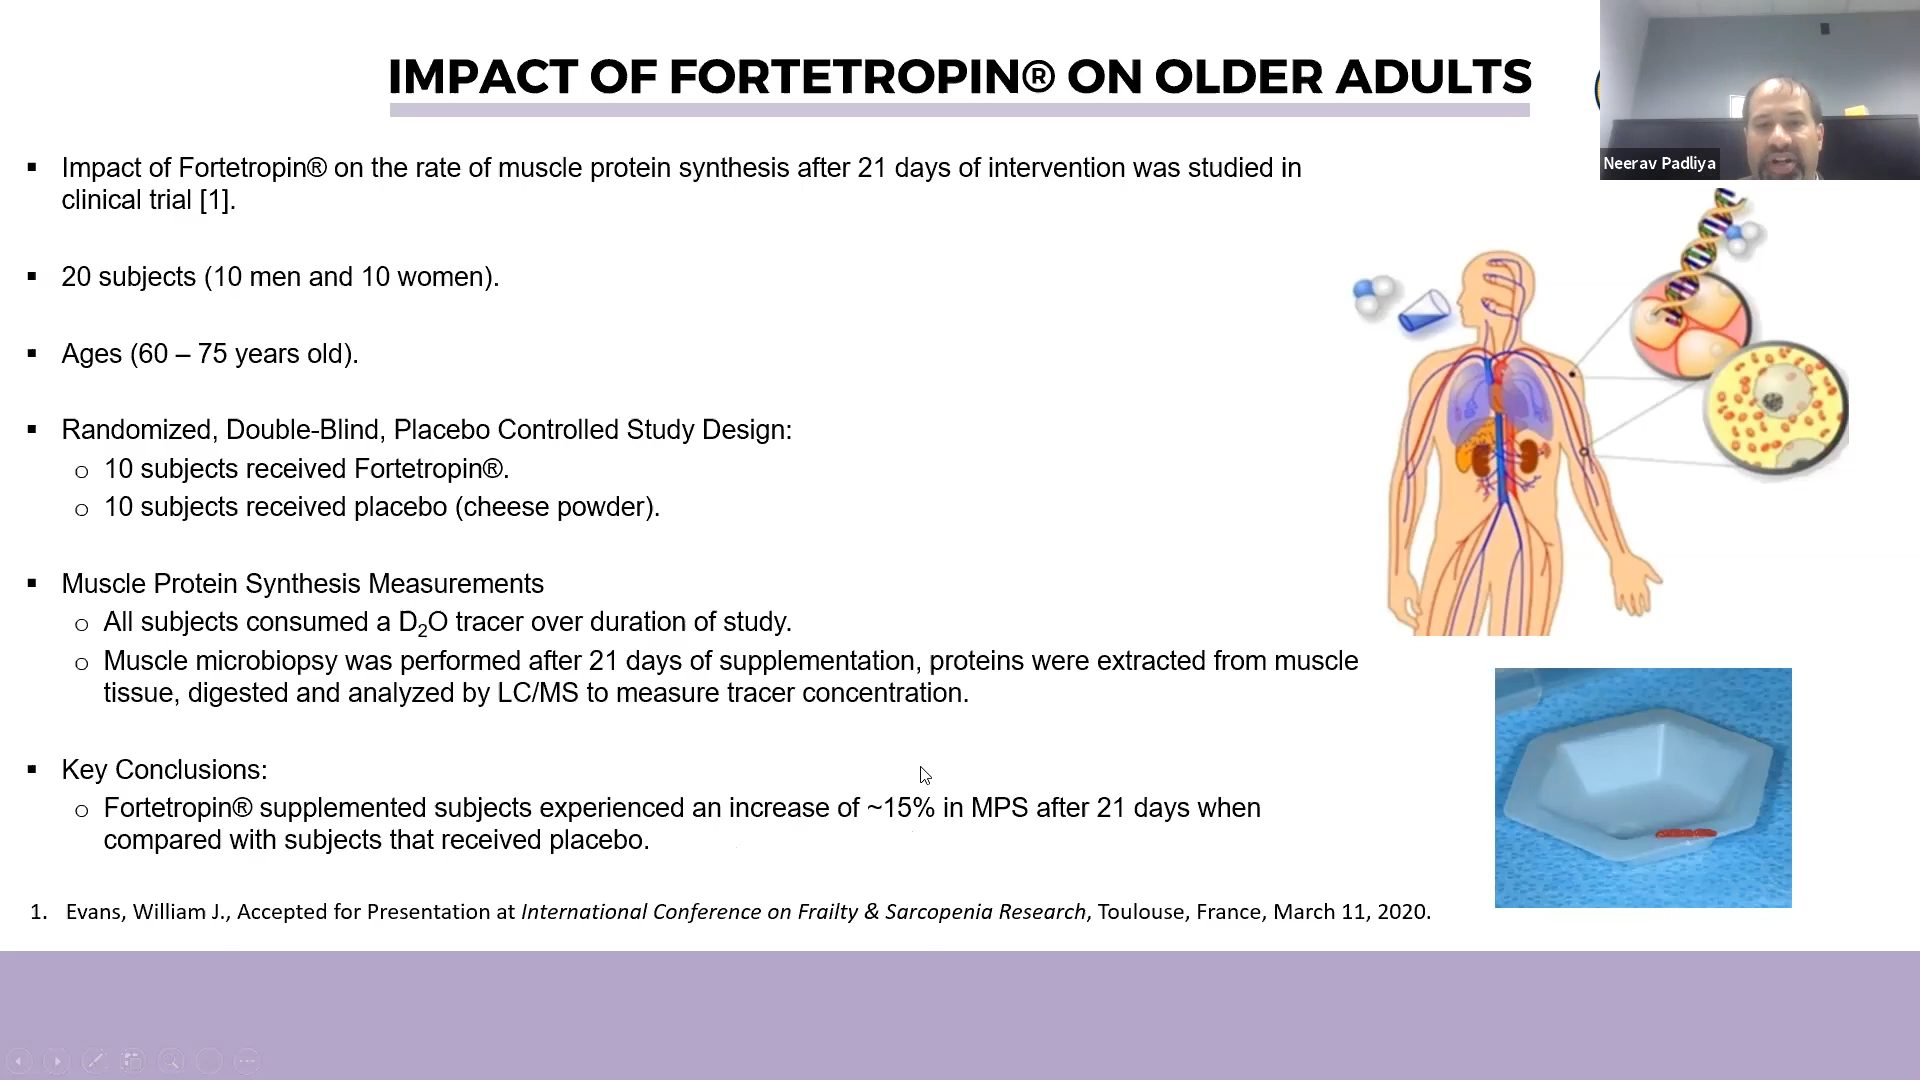 IMPACT OF FORTETROPIN® ON OLDER ADULTS
Neerav Padliya
▪ Impact of Fortetropin® on the rate of muscle protein synthesis after 21 days of intervention was studied in
clinical trial [1].
▪ 20 subjects (10 men and 10 women).
▪ Ages (60 – 75 years old).
▪ Randomized, Double-Blind, Placebo Controlled Study Design:
o 10 subjects received Fortetropin®.
o 10 subjects received placebo (cheese powder).
▪ Muscle Protein Synthesis Measurements
o All subjects consumed a D₂O tracer over duration of study.
o Muscle microbiopsy was performed after 21 days of supplementation, proteins were extracted from muscle
tissue, digested and analyzed by LC/MS to measure tracer concentration.
▪ Key Conclusions:
o Fortetropin® supplemented subjects experienced an increase of ~15% in MPS after 21 days when
compared with subjects that received placebo.
1. Evans, William J., Accepted for Presentation at International Conference on Frailty & Sarcopenia Research, Toulouse, France, March 11, 2020.